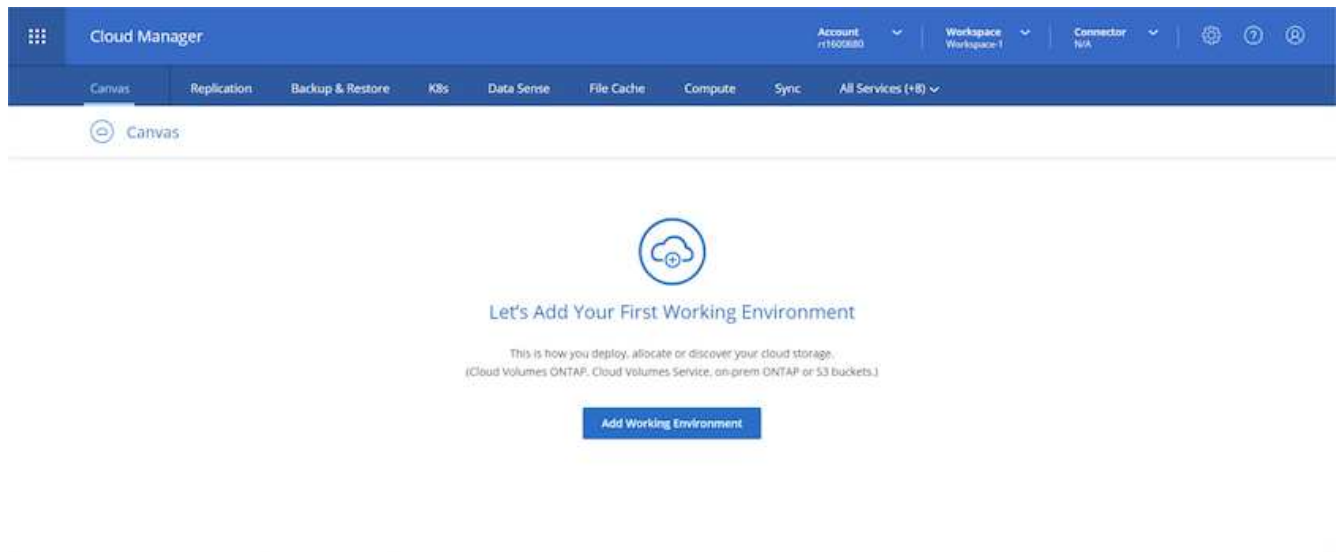 Cloud Manager
Account
rt1600680
Workspace
Workspace-1
Connector
N/A
Canvas Replication Backup & Restore K8s Data Sense File Cache Compute Sync All Services (+8)
Canvas
Let's Add Your First Working Environment
This is how you deploy, allocate or discover your cloud storage.
(Cloud Volumes ONTAP, Cloud Volumes Service, on-prem ONTAP or S3 buckets.)
Add Working Environment